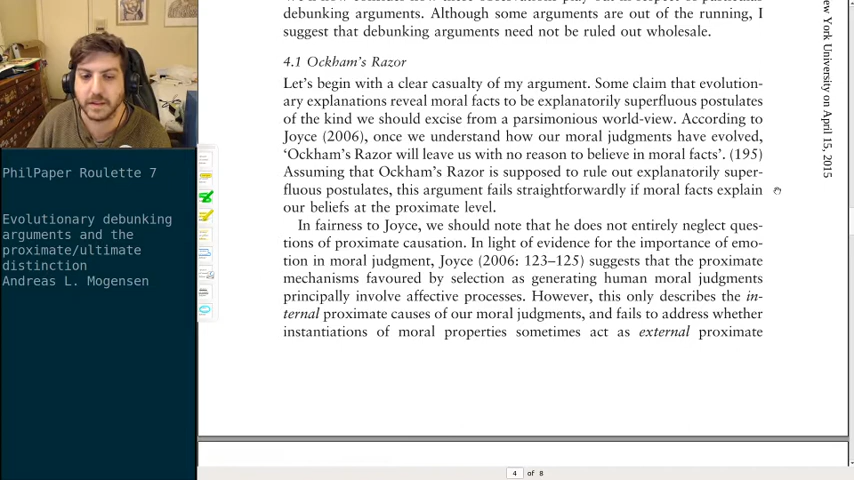 PhilPaper Roulette 7
Evolutionary debunking
arguments and the
proximate/ultimate
distinction
Andreas L. Mogensen
debunking arguments. Although some arguments are out of the running, I
suggest that debunking arguments need not be ruled out wholesale.
4.1 Ockham's Razor
Let's begin with a clear casualty of my argument. Some claim that evolution-
ary explanations reveal moral facts to be explanatorily superfluous postulates
of the kind we should excise from a parsimonious world-view. According to
Joyce (2006), once we understand how our moral judgments have evolved,
‘Ockham's Razor will leave us with no reason to believe in moral facts’. (195)
Assuming that Ockham's Razor is supposed to rule out explanatorily super-
fluous postulates, this argument fails straightforwardly if moral facts explain
our beliefs at the proximate level.
In fairness to Joyce, we should note that he does not entirely neglect ques-
tions of proximate causation. In light of evidence for the importance of emo-
tion in moral judgment, Joyce (2006: 123–125) suggests that the proximate
mechanisms favoured by selection as generating human moral judgments
principally involve affective processes. However, this only describes the in-
ternal proximate causes of our moral judgments, and fails to address whether
instantiations of moral properties sometimes act as external proximate
New York University on April 15, 2015
4 of 8